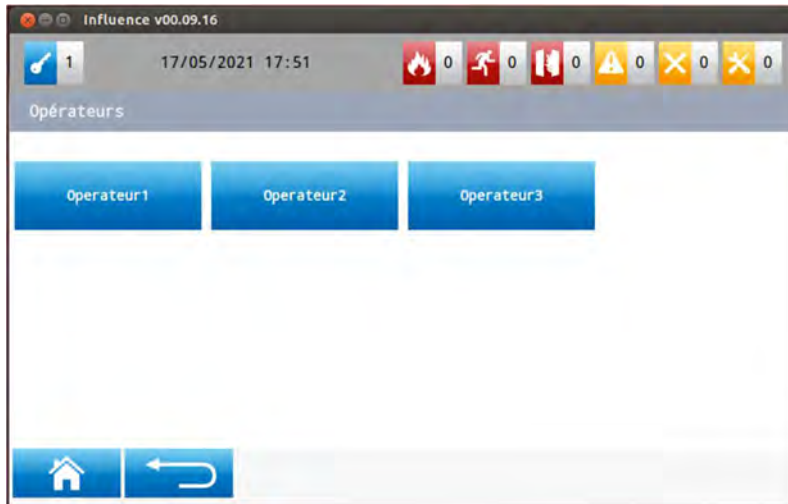 Influence v00.09.16
1 17/05/2021 17:51 0 0 0 0 0 0
Opérateurs
Operateur1 Operateur2 Operateur3